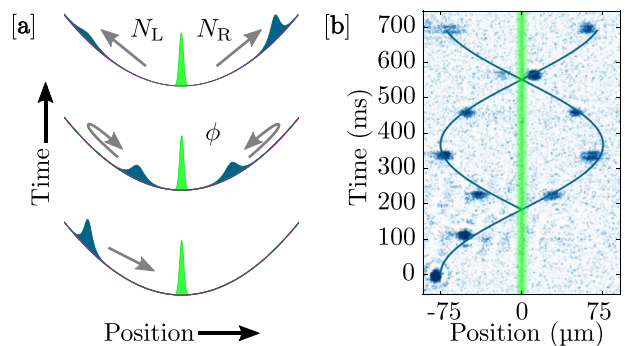 [a]
N_L N_R
ϕ
Time
Position
[b]
700
600
500
400
300
200
100
0
Time (ms)
-75 0 75
Position (µm)